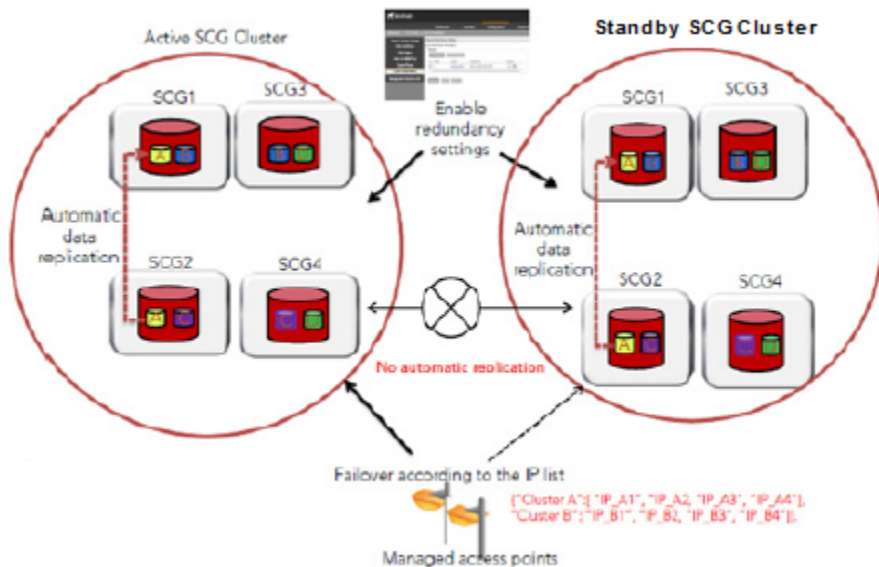 Active SCG Cluster
Standby SCG Cluster
SCG1
SCG3
A
B
B
D
Enable
redundancy
settings
SCG1
SCG3
A
Automatic
data
replication
Automatic
data
replication
SCG2
SCG4
A
C
C
D
SCG2
SCG4
A
C
No automatic replication
Failover according to the IP list
{"Cluster A":[ "IP_A1", "IP_A2, "IP_A3", "IP_A4"],
"Cluster B":"IP_B1", "IP_B2, "IP_B3", "IP_B4"]},
Managed access points